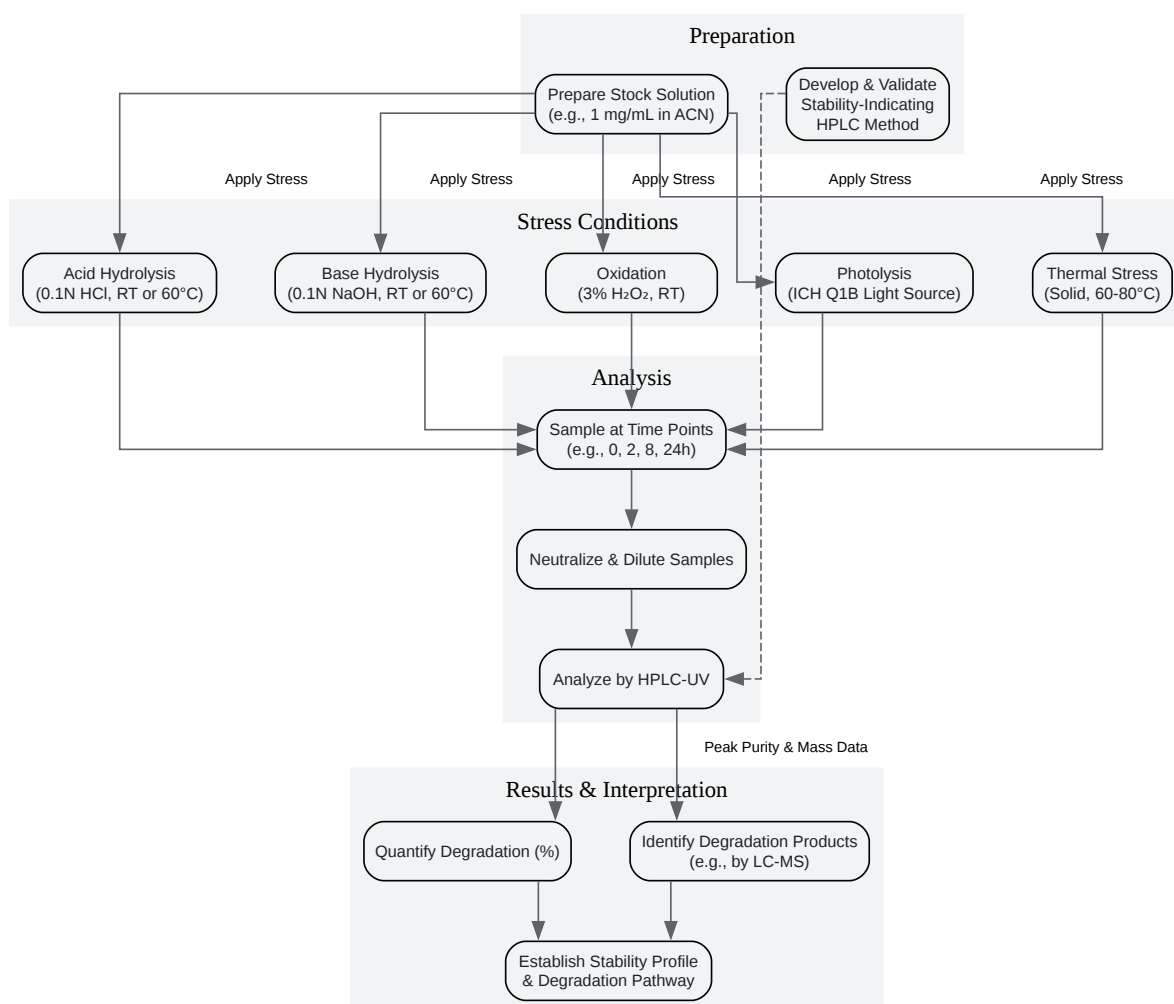 Preparation
Prepare Stock Solution
(e.g., 1 mg/mL in ACN)
Develop & Validate
Stability-Indicating
HPLC Method
Apply Stress
Apply Stress
Apply Stress
Apply Stress
Apply Stress
Stress Conditions
Acid Hydrolysis
(0.1N HCl, RT or 60°C)
Base Hydrolysis
(0.1N NaOH, RT or 60°C)
Oxidation
(3% H₂O₂, RT)
Photolysis
(ICH Q1B Light Source)
Thermal Stress
(Solid, 60-80°C)
Analysis
Sample at Time Points
(e.g., 0, 2, 8, 24h)
Neutralize & Dilute Samples
Analyze by HPLC-UV
Peak Purity & Mass Data
Results & Interpretation
Quantify Degradation (%)
Identify Degradation Products
(e.g., by LC-MS)
Establish Stability Profile
& Degradation Pathway